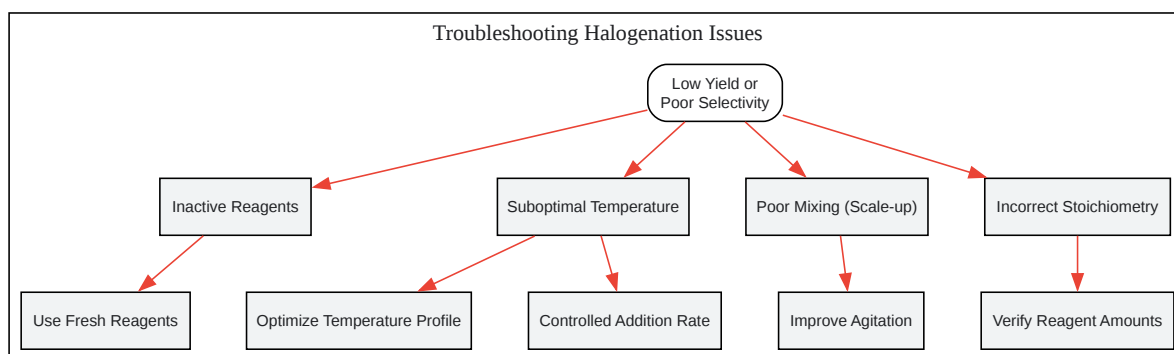 Troubleshooting Halogenation Issues
Low Yield or
Poor Selectivity
Inactive Reagents
Suboptimal Temperature
Poor Mixing (Scale-up)
Incorrect Stoichiometry
Use Fresh Reagents
Optimize Temperature Profile
Controlled Addition Rate
Improve Agitation
Verify Reagent Amounts